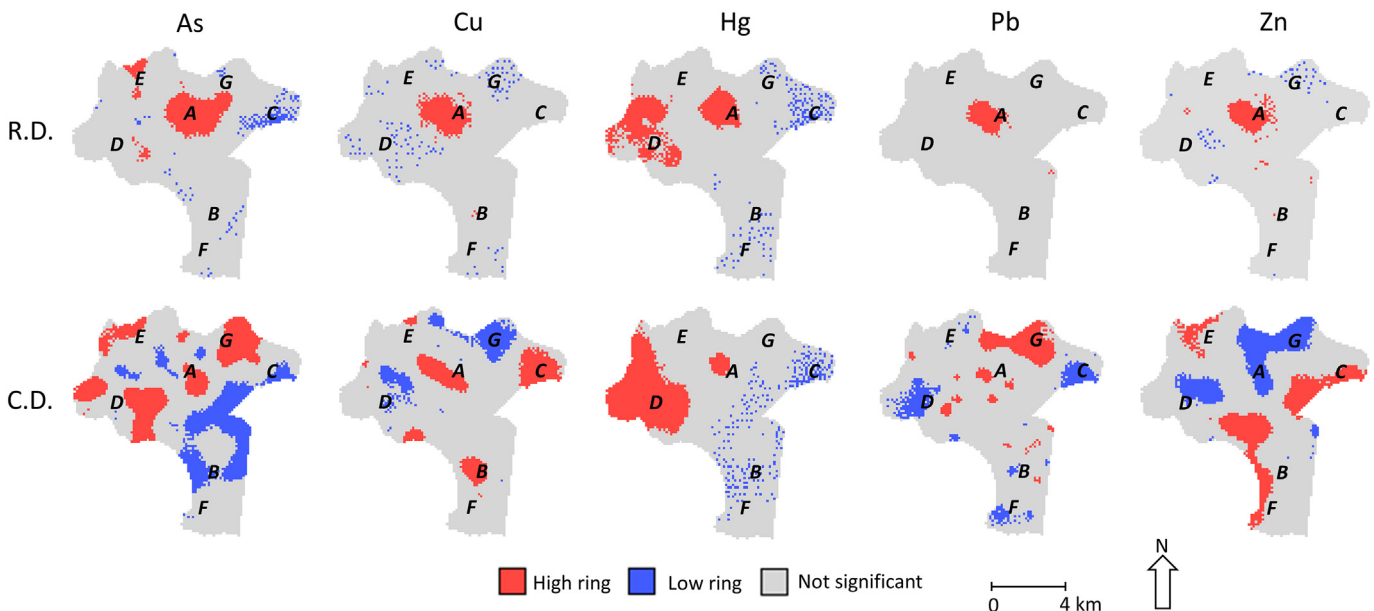 As Cu Hg Pb Zn
R.D.
E G A C D B F
E G A C D B F
E G A C D B F
E G A C D B F
E G A C D B F
C.D.
E G A C D B F
E G A C D B F
E G A C D B F
E G A C D B F
E G A C D B F
High ring Low ring Not significant
0 4 km
N